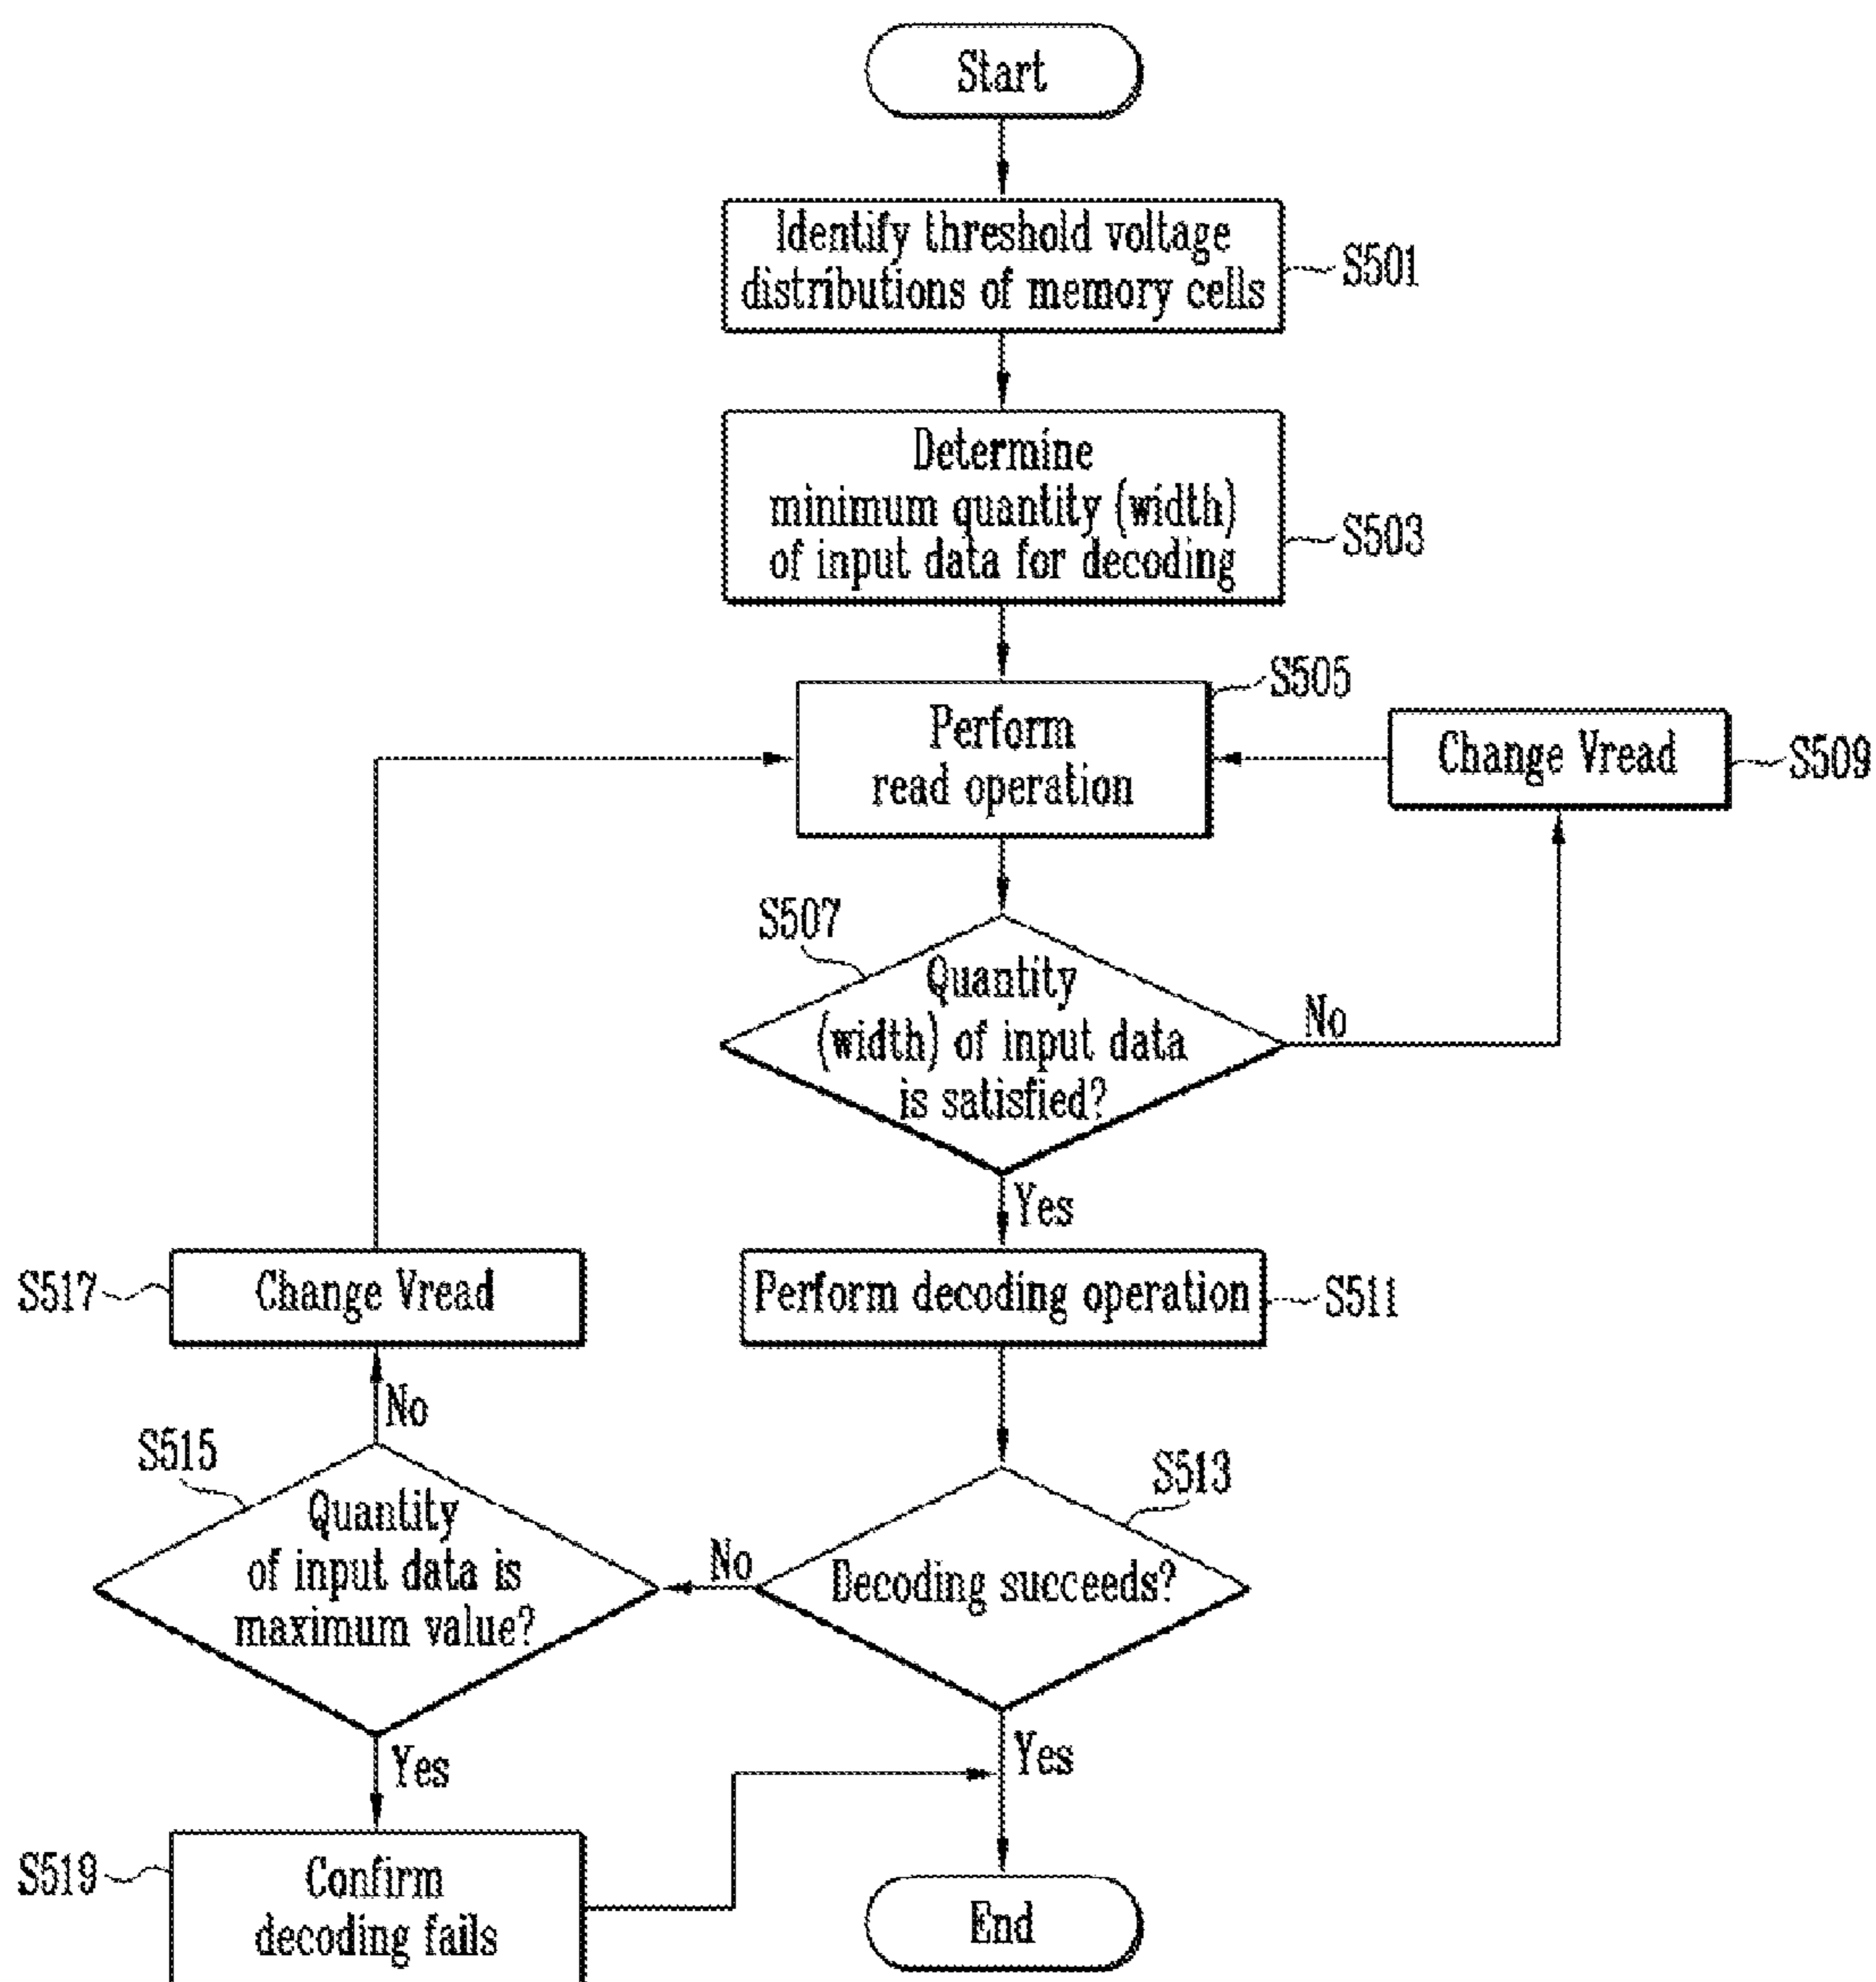 Start
Identify threshold voltage
distributions of memory cells
S501
Determine
minimum quantity (width)
of input data for decoding
S503
S505
Perform
read operation
Change Vread
S509
S507
Quantity
(width) of input data
is satisfied?
No
Yes
S517
Change Vread
Perform decoding operation
S511
No
S515
Quantity
of input data is
maximum value?
No
S513
Decoding succeeds?
Yes
Yes
S519
Confirm
decoding fails
End